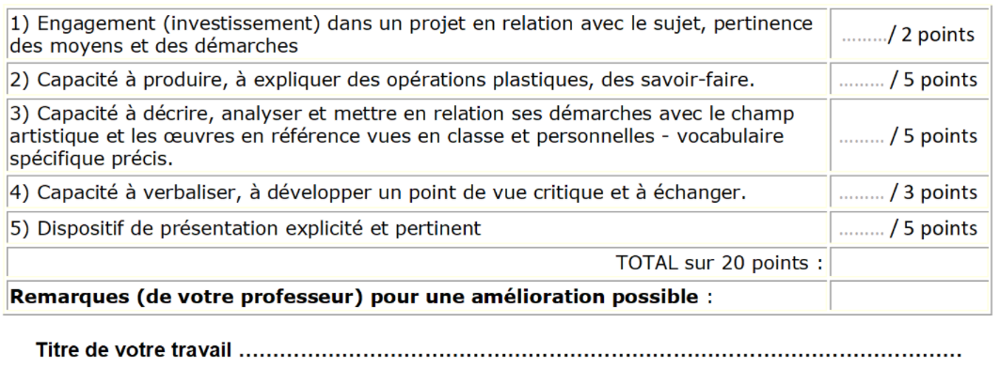 1) Engagement (investissement) dans un projet en relation avec le sujet, pertinence
des moyens et des démarches
………/ 2 points
2) Capacité à produire, à expliquer des opérations plastiques, des savoir-faire.
……… / 5 points
3) Capacité à décrire, analyser et mettre en relation ses démarches avec le champ
artistique et les œuvres en référence vues en classe et personnelles - vocabulaire
spécifique précis.
……… / 5 points
4) Capacité à verbaliser, à développer un point de vue critique et à échanger.
……… / 3 points
5) Dispositif de présentation explicité et pertinent
……… / 5 points
TOTAL sur 20 points :
Remarques (de votre professeur) pour une amélioration possible :
Titre de votre travail ……………………………………………………………………………………